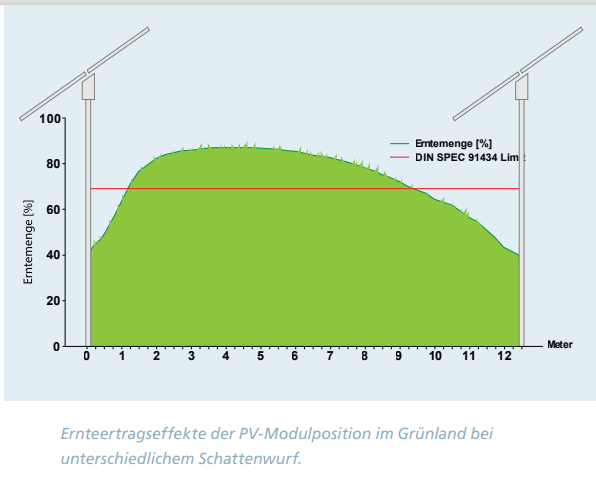 100
80
60
40
20
0
Erntemenge [%]
Erntemenge [%]
DIN SPEC 91434 Limit
0 1 2 3 4 5 6 7 8 9 10 11 12
Meter
Ernteertragseffekte der PV-Modulposition im Grünland bei
unterschiedlichem Schattenwurf.